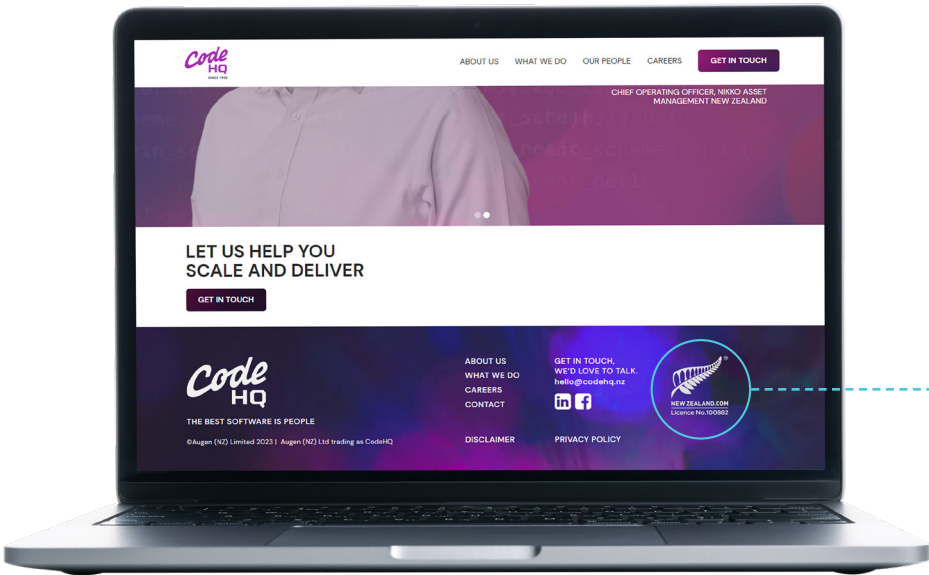 Code
HQ
SINCE 1993
ABOUT US
WHAT WE DO
OUR PEOPLE
CAREERS
GET IN TOUCH
CHIEF OPERATING OFFICER, NIKKO ASSET
MANAGEMENT NEW ZEALAND
LET US HELP YOU
SCALE AND DELIVER
GET IN TOUCH
Code
HQ
THE BEST SOFTWARE IS PEOPLE
©Augen (NZ) Limited 2023 | Augen (NZ) Ltd trading as CodeHQ
ABOUT US
WHAT WE DO
CAREERS
CONTACT
DISCLAIMER
GET IN TOUCH,
WE'D LOVE TO TALK.
hello@codehq.nz
in f
PRIVACY POLICY
®
NEW ZEALAND.COM
Licence No.100882